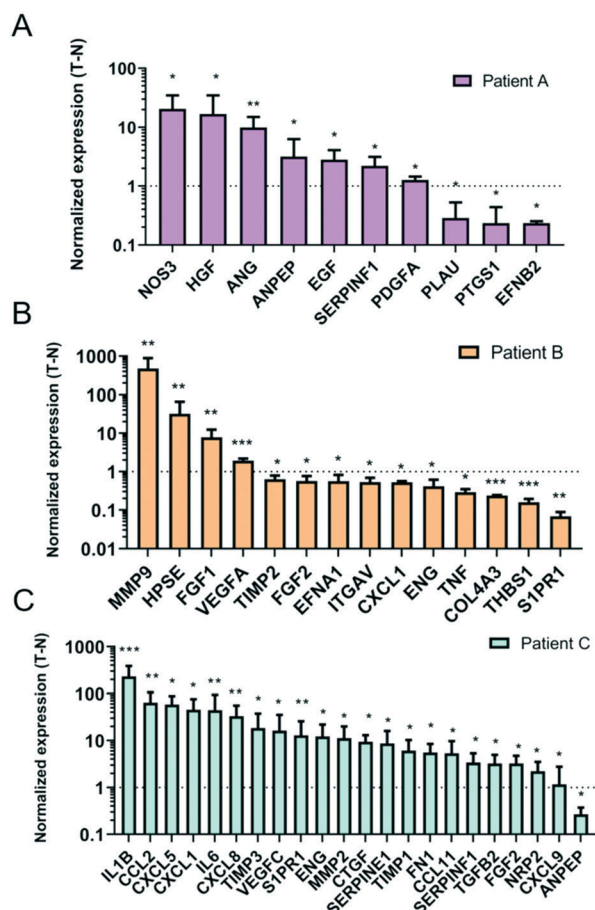 A
Normalized expression (T-N)
100
10
1
0.1
* * ** * * * * * * *
Patient A
NOS3 HGF ANG ANPEP EGF SERPINF1 PDGFA PLAU PTGS1 EFNB2
B
Normalized expression (T-N)
1000
100
10
1
0.1
0.01
** ** ** *** * * * * * * * *** *** **
Patient B
MMP9 HPSE FGF1 VEGFA TIMP2 FGF2 EFNA1 ITGAV CXCL1 ENG TNF COL4A3 THBS1 S1PR1
C
Normalized expression (T-N)
1000
100
10
1
0.1
*** ** * * ** ** * * ** * * * * * * * * * * * * *
Patient C
IL1B CCL2 CXCL5 CXCL1 IL6 CXCL8 TIMP3 VEGFC S1PR1 ENG MMP2 CTGF SERPINE1 TIMP1 FN1 CCL11 SERPINF1 TGFB2 FGF2 NRP2 CXCL9 ANPEP